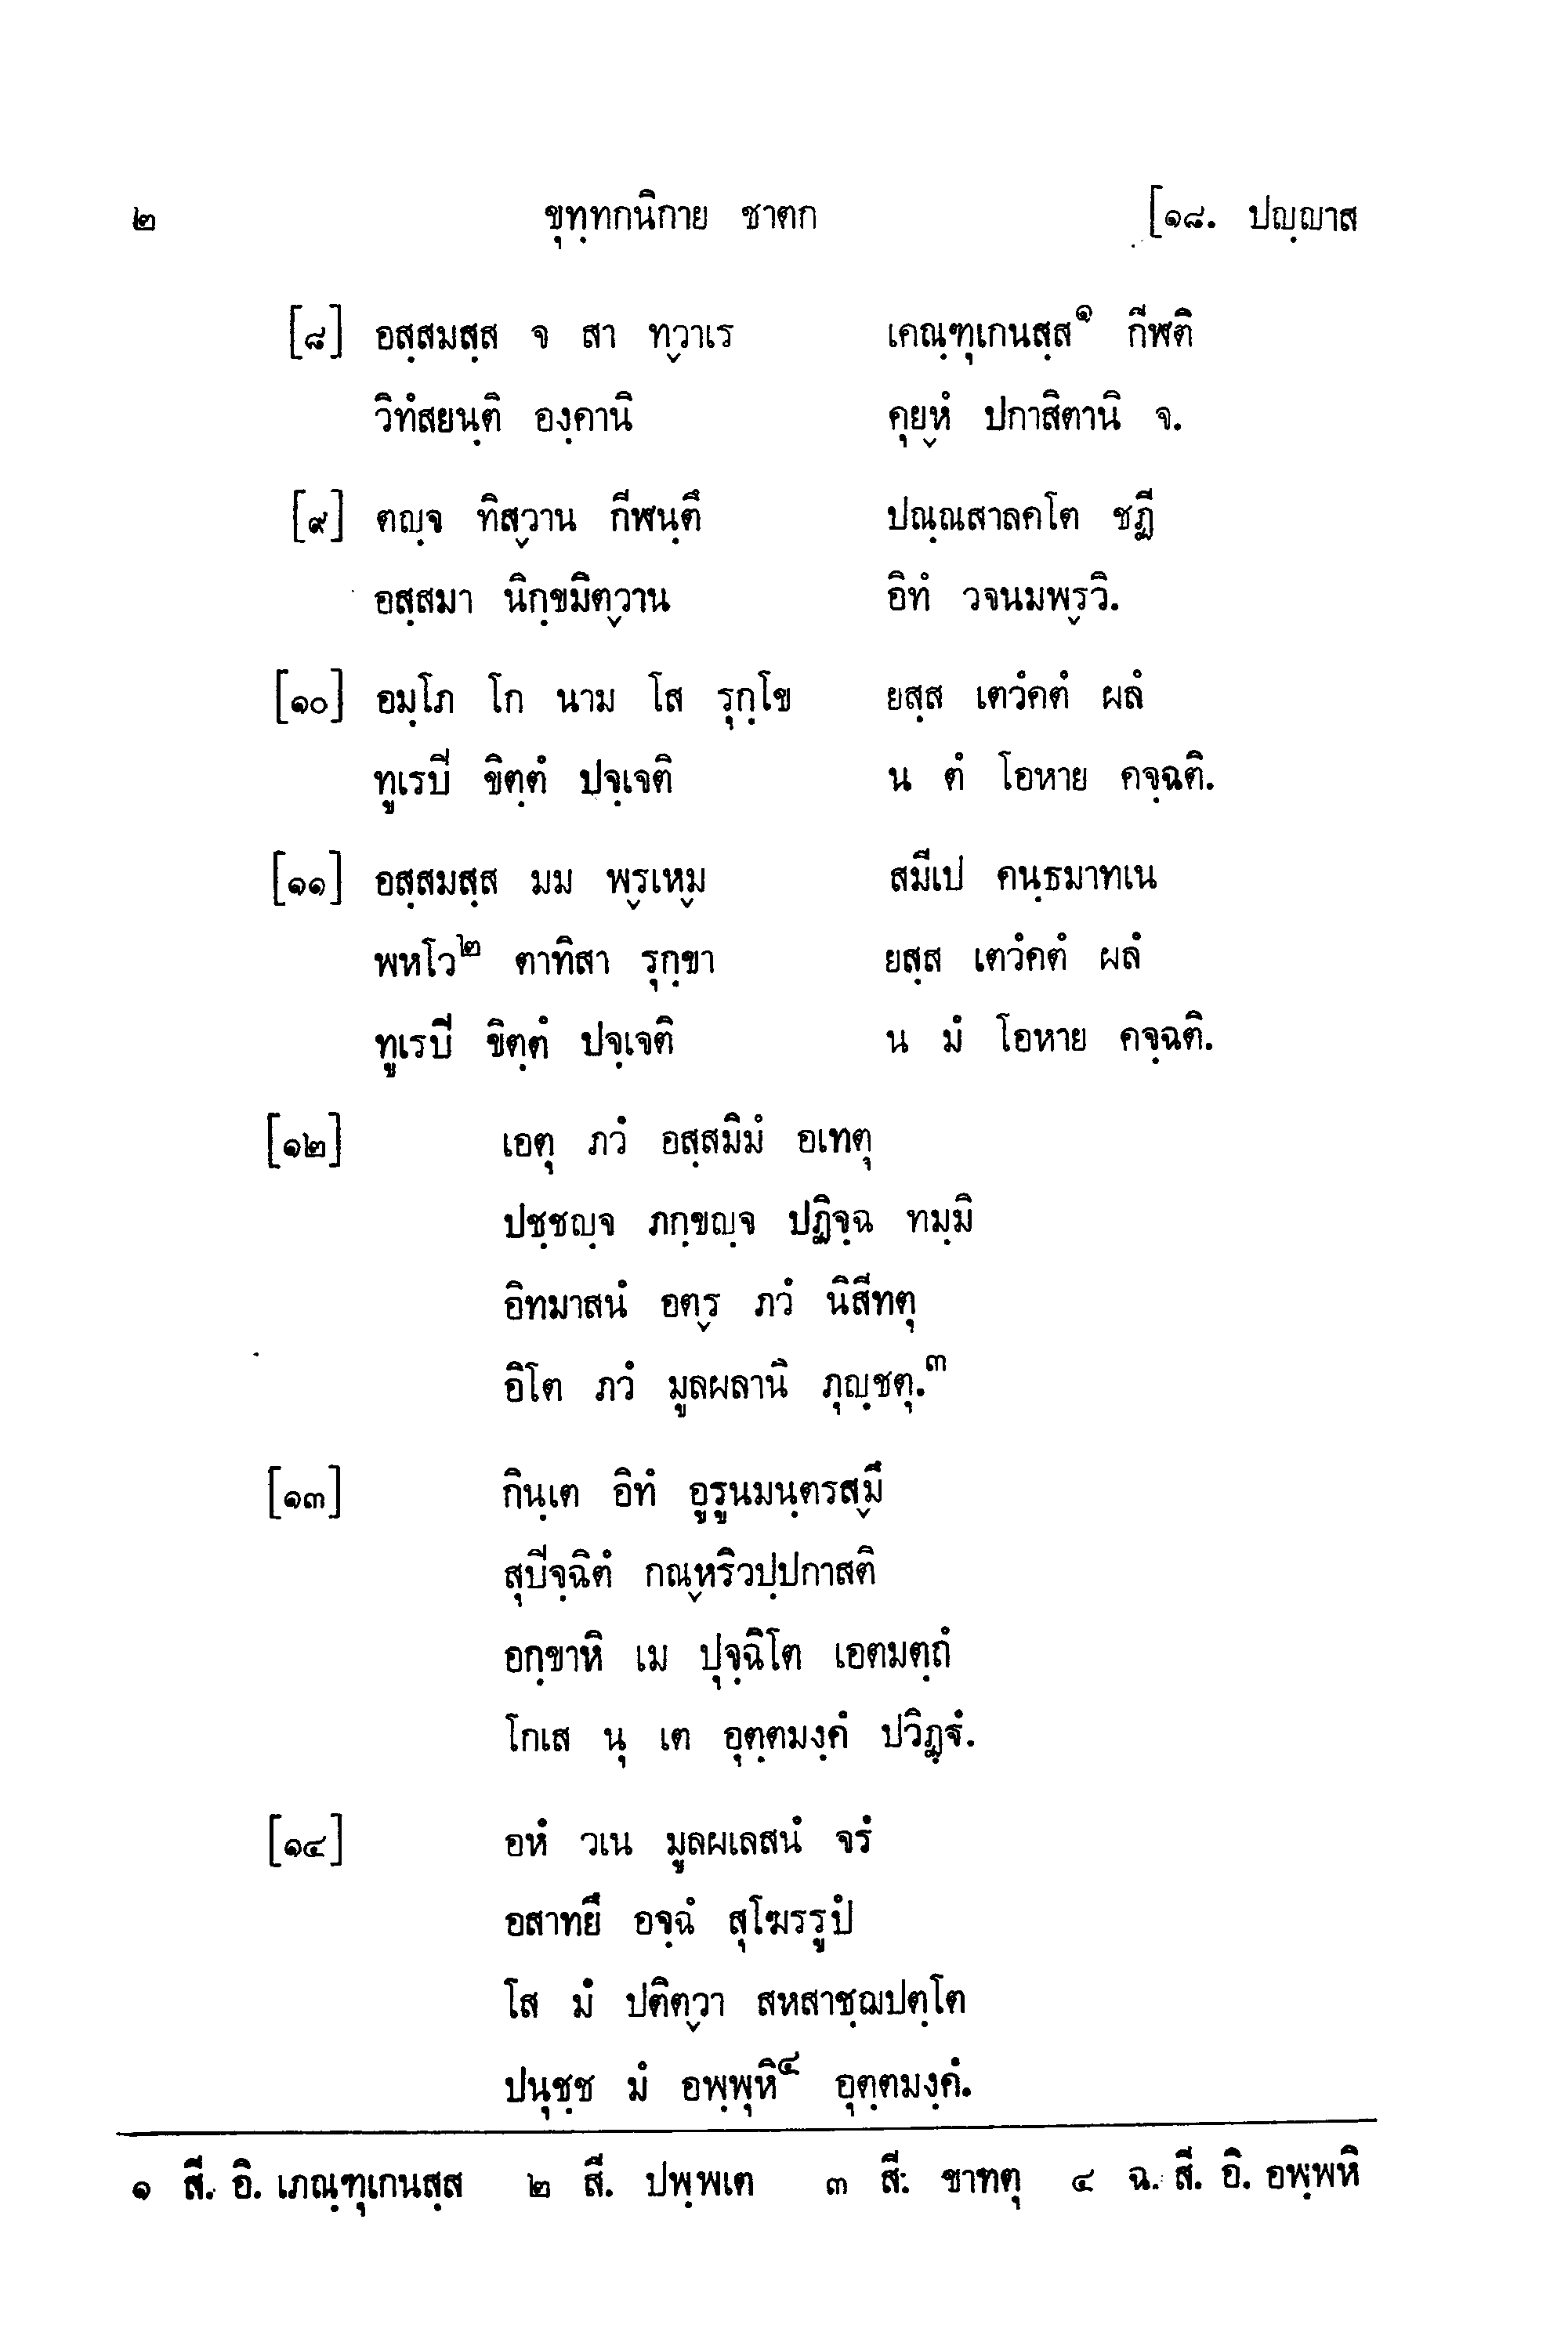 ๒ ขุทฺทกนิกาย ชาตก [๑๘. ปญฺญาส
[๘] อสฺสมสฺส จ สา ทฺวาเร เคณฺฑุเกนสฺส๑ กีฬติ
วิทํสยนฺติ องฺคานิ คุยฺหํ ปกาสิตานิ จ.
[๙] ตญฺจ ทิสฺวาน กีฬนฺตึ ปณฺณสาลคโต ชฏี
อสฺสมา นิกฺขมิตฺวาน อิทํ วจนมพฺรวิ.
[๑๐] อมฺโภ โก นาม โส รุกฺโข ยสฺส เตวํคตํ ผลํ
ทูเรปี ขิตฺตํ ปจฺเจติ น ตํ โอหาย คจฺฉติ.
[๑๑] อสฺสมสฺส มม พฺรเหฺม สมีเป คนฺธมาทเน
พหโว๒ ตาทิสา รุกฺขา ยสฺส เตวํคตํ ผลํ
ทูเรปี ขิตฺตํ ปจฺเจติ น มํ โอหาย คจฺฉติ.
[๑๒] เอตุ ภวํ อสฺสมิมํ อเทตุ
ปชฺชญฺจ ภกฺขญฺจ ปฏิจฺฉ ทมฺมิ
อิทมาสนํ อตฺร ภวํ นิสีทตุ
อิโต ภวํ มูลผลานิ ภุญฺชตุ.๓
[๑๓] กินฺเต อิทํ อูรูนมนฺตรสฺมึ
สุปีจฺฉิตํ กณฺหริวปฺปกาสติ
อกฺขาหิ เม ปุจฺฉิโต เอตมตฺถํ
โกเส นุ เต อุตฺตมงฺคํ ปวิฏฺฐํ.
[๑๔] อหํ วเน มูลผเลสนํ จรํ
อสาทยึ อจฺฉํ สุโฆรรูปํ
โส มํ ปติตฺวา สหสาชฺฌปตฺโต
ปนุชฺช มํ อพฺพุหิ๔ อุตฺตมงฺคํ.
๑ สี. อิ. เภณฺฑุเกนสฺส ๒ สี. ปพฺพเต ๓ สี. ขาทตุ ๔ ฉ. สี. อิ. อพฺพหิ